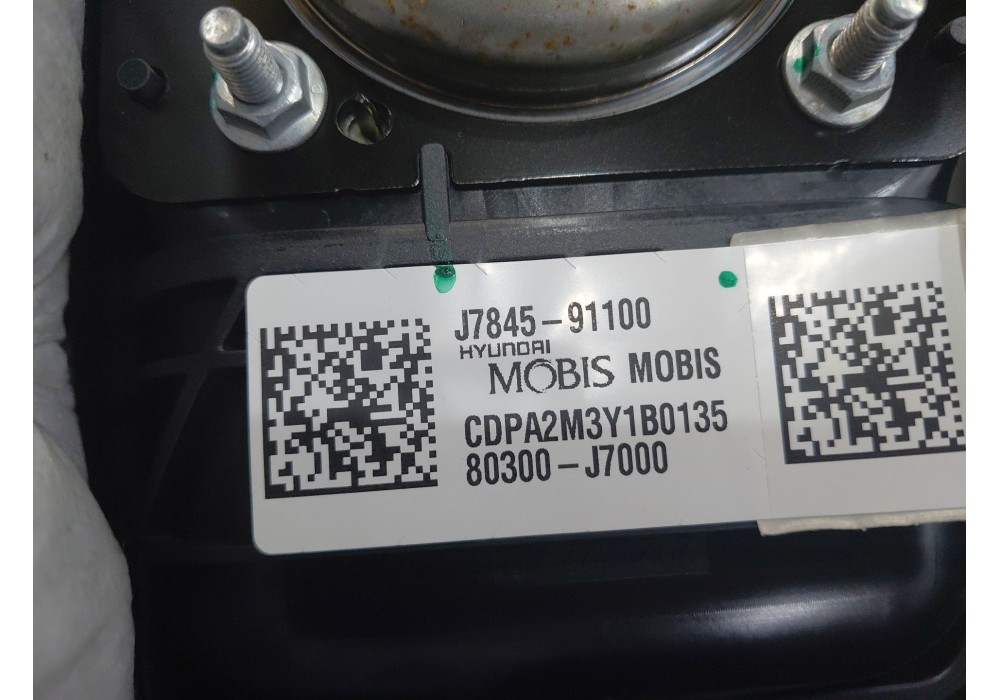 J7845-91100
HYUNDAI
MOBIS MOBIS
CDPA2M3Y1B0135
80300-J7000